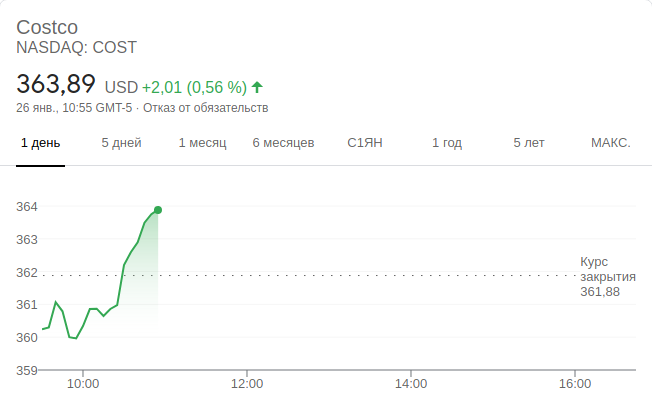 Costco
NASDAQ: COST
363,89 USD +2,01 (0,56 %)
26 янв., 10:55 GMT-5 · Отказ от обязательств
1 день 5 дней 1 месяц 6 месяцев С1ЯН 1 год 5 лет МАКС.
364
363
362
361
360
359
Курс
закрытия
361,88
10:00 12:00 14:00 16:00